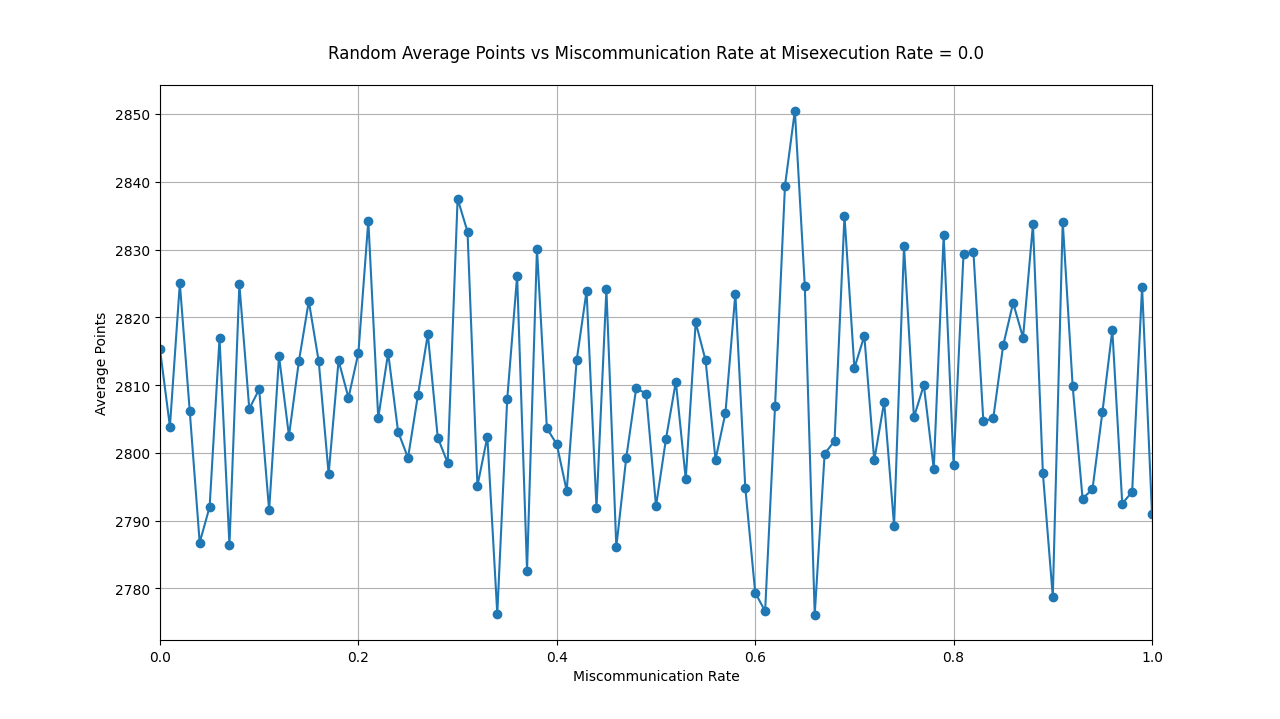 Random Average Points vs Miscommunication Rate at Misexecution Rate = 0.0
2850
2840
2830
2820
2810
2800
2790
2780
Average Points
0.0 0.2 0.4 0.6 0.8 1.0
Miscommunication Rate